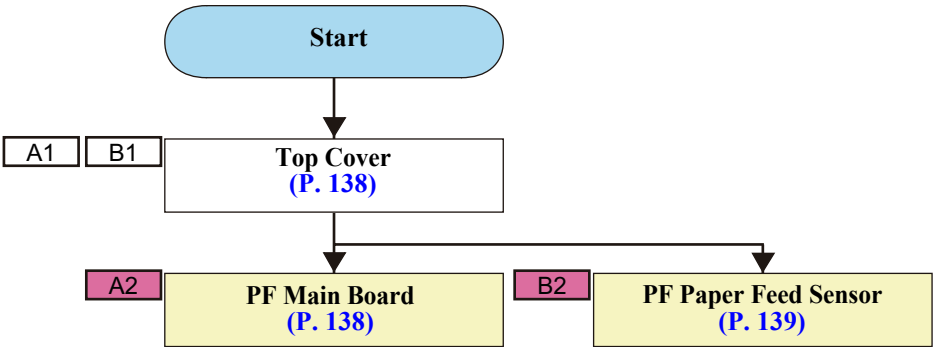 Start
A1
B1
Top Cover
(P. 138)
A2
PF Main Board
(P. 138)
B2
PF Paper Feed Sensor
(P. 139)